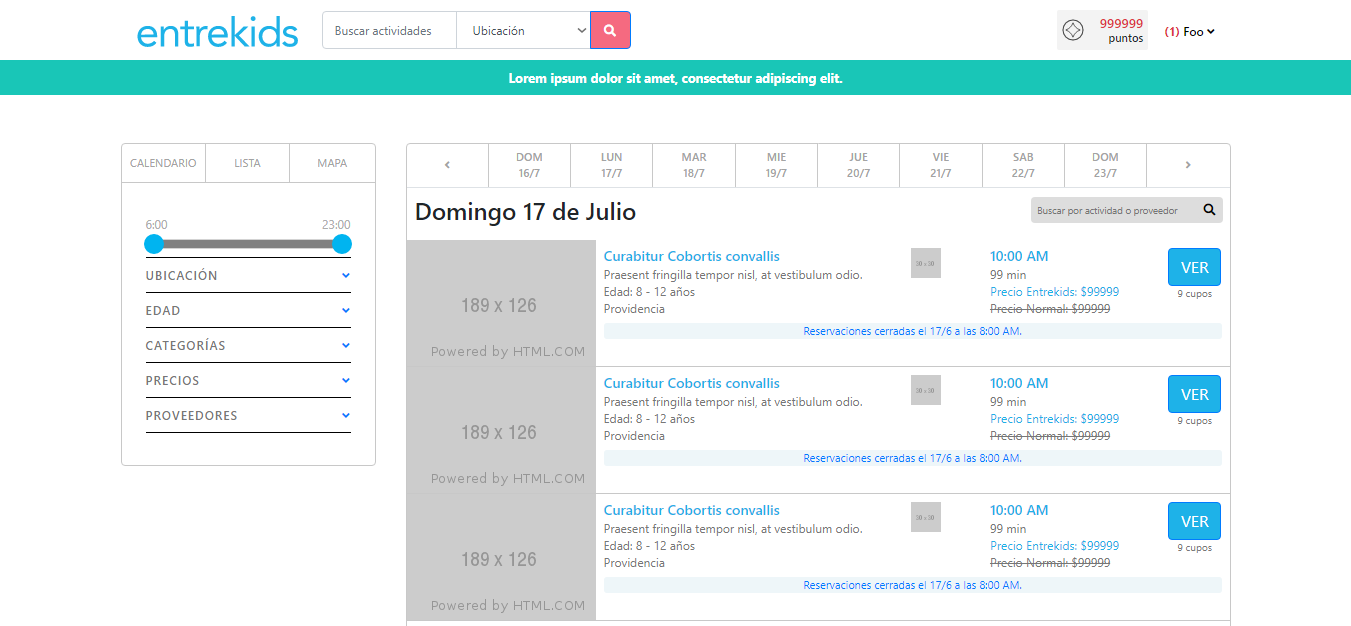 entrekids
Buscar actividades
Ubicación
999999
puntos
(1) Foo
Lorem ipsum dolor sit amet, consectetur adipiscing elit.
CALENDARIO
LISTA
MAPA
6:00
23:00
UBICACIÓN
EDAD
CATEGORÍAS
PRECIOS
PROVEEDORES
DOM
16/7
LUN
17/7
MAR
18/7
MIE
19/7
JUE
20/7
VIE
21/7
SAB
22/7
DOM
23/7
Domingo 17 de Julio
Buscar por actividad o proveedor
189 x 126
Powered by HTML.COM
Curabitur Cobortis convallis
Praesent fringilla tempor nisl, at vestibulum odio.
Edad: 8 - 12 años
Providencia
30 x 30
10:00 AM
99 min
Precio Entrekids: $99999
Precio Normal: $99999
VER
9 cupos
Reservaciones cerradas el 17/6 a las 8:00 AM.
189 x 126
Powered by HTML.COM
Curabitur Cobortis convallis
Praesent fringilla tempor nisl, at vestibulum odio.
Edad: 8 - 12 años
Providencia
30 x 30
10:00 AM
99 min
Precio Entrekids: $99999
Precio Normal: $99999
VER
9 cupos
Reservaciones cerradas el 17/6 a las 8:00 AM.
189 x 126
Powered by HTML.COM
Curabitur Cobortis convallis
Praesent fringilla tempor nisl, at vestibulum odio.
Edad: 8 - 12 años
Providencia
30 x 30
10:00 AM
99 min
Precio Entrekids: $99999
Precio Normal: $99999
VER
9 cupos
Reservaciones cerradas el 17/6 a las 8:00 AM.